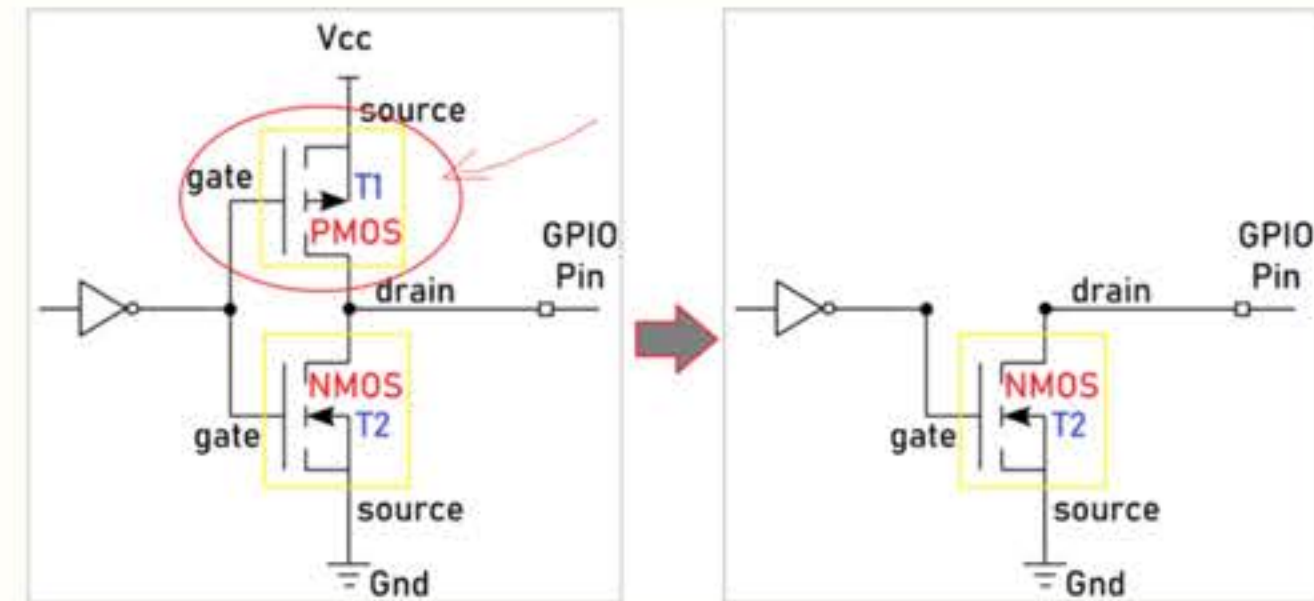 Vcc
source
gate
T1
PMOS
GPIO
Pin
drain
NMOS
gate
T2
source
Gnd
GPIO
Pin
drain
NMOS
gate
T2
source
Gnd